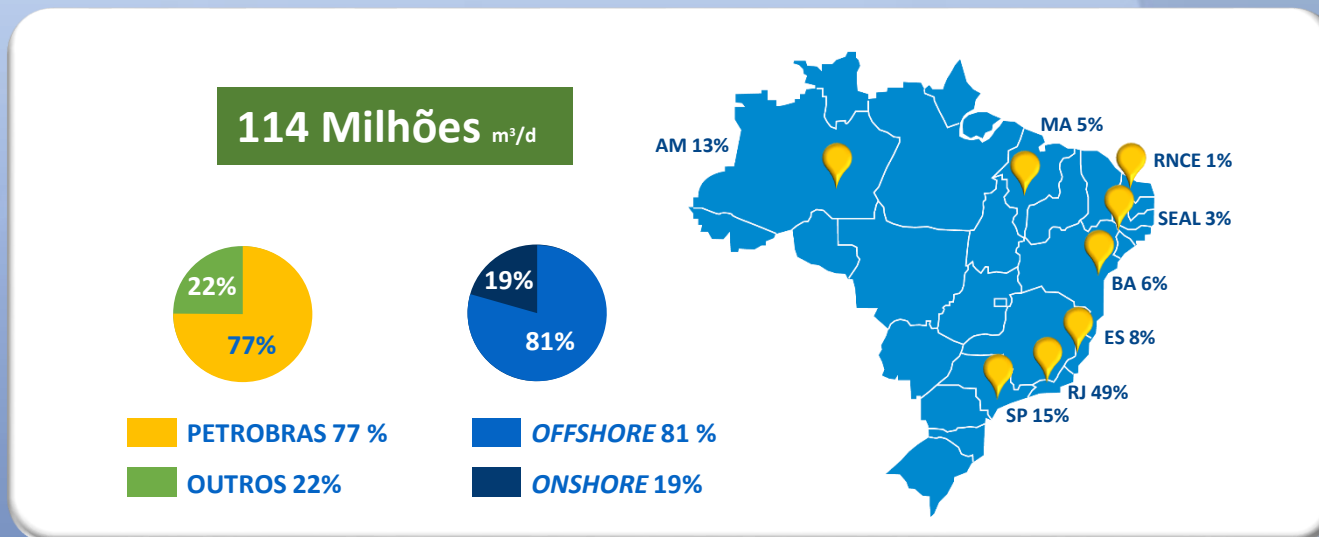 114 Milhões m³/d
22%
77%
19%
81%
PETROBRAS 77 %
OUTROS 22%
OFFSHORE 81 %
ONSHORE 19%
AM 13%
MA 5%
RNCE 1%
SEAL 3%
BA 6%
ES 8%
RJ 49%
SP 15%